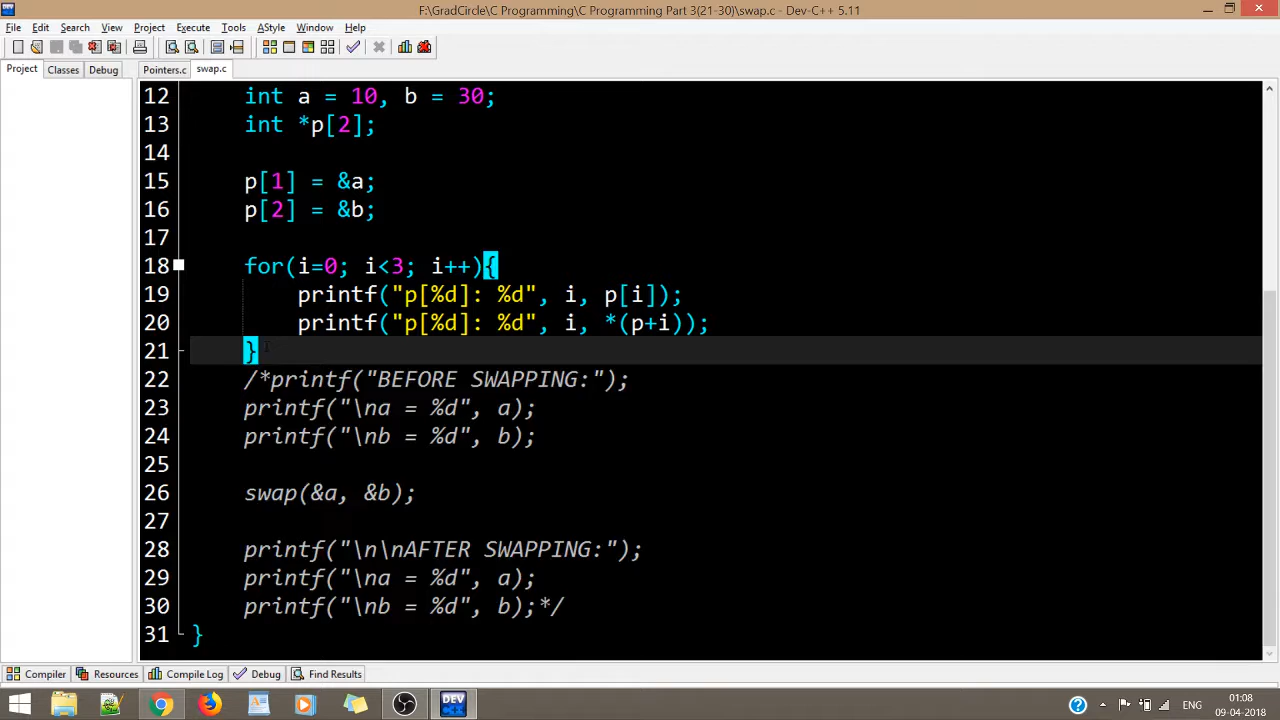 F:\GradCircle\C Programming\C Programming Part 3(21-30)\swap.c - Dev-C++ 5.11
File Edit Search View Project Execute Tools AStyle Window Help
Project Classes Debug Pointers.c swap.c
12 int a = 10, b = 30;
13 int *p[2];
14
15 p[1] = &a;
16 p[2] = &b;
17
18 for(i=0; i<3; i++){
19 printf("p[%d]: %d", i, p[i]);
20 printf("p[%d]: %d", i, *(p+i));
21 }
22 /*printf("BEFORE SWAPPING:");
23 printf("\na = %d", a);
24 printf("\nb = %d", b);
25
26 swap(&a, &b);
27
28 printf("\n\nAFTER SWAPPING:");
29 printf("\na = %d", a);
30 printf("\nb = %d", b);*/
31 }
Compiler Resources Compile Log Debug Find Results
DEV
01:08
09-04-2018